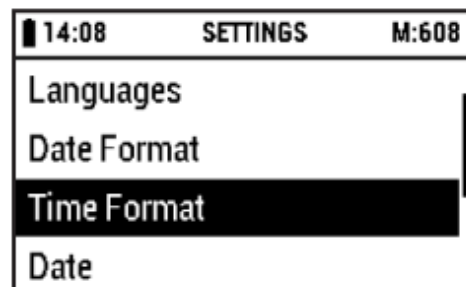 14:08 SETTINGS M:608
Languages
Date Format
Time Format
Date